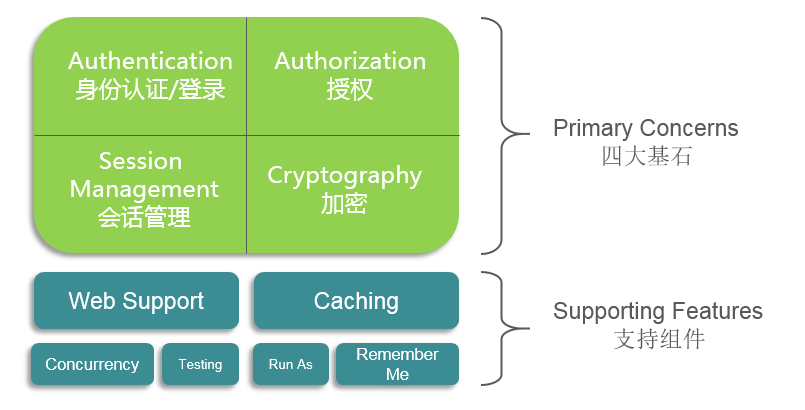 Authentication
身份认证/登录
Authorization
授权
Session
Management
会话管理
Cryptography
加密
Primary Concerns
四大基石
Web Support
Caching
Concurrency
Testing
Run As
Remember
Me
Supporting Features
支持组件